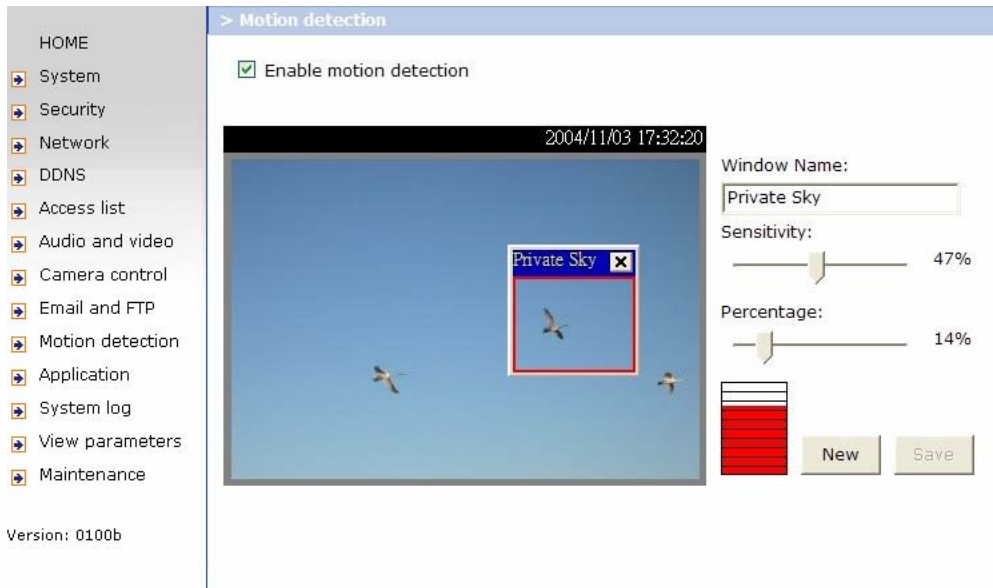 HOME
System
Security
Network
DDNS
Access list
Audio and video
Camera control
Email and FTP
Motion detection
Application
System log
View parameters
Maintenance
Version: 0100b
> Motion detection
Enable motion detection
2004/11/03 17:32:20
Private Sky
Window Name:
Private Sky
Sensitivity:
47%
Percentage:
14%
New
Save